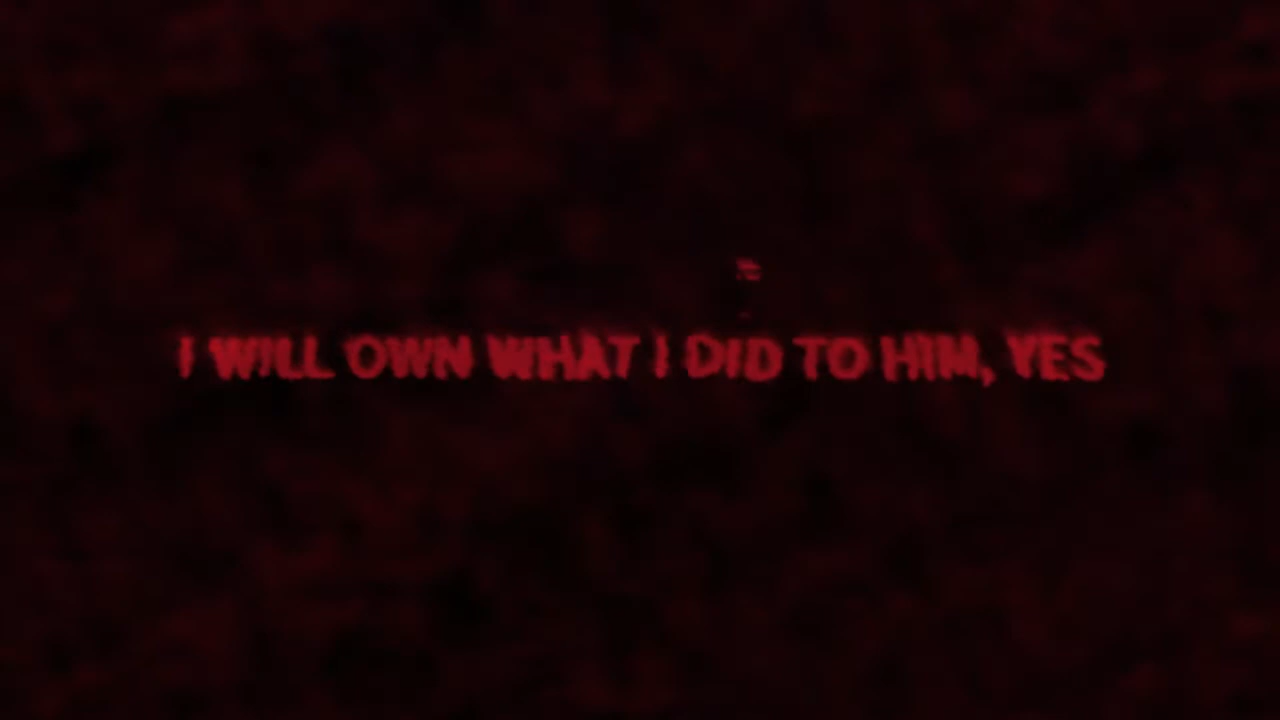 I WILL OWN WHAT I DID TO HIM, YES